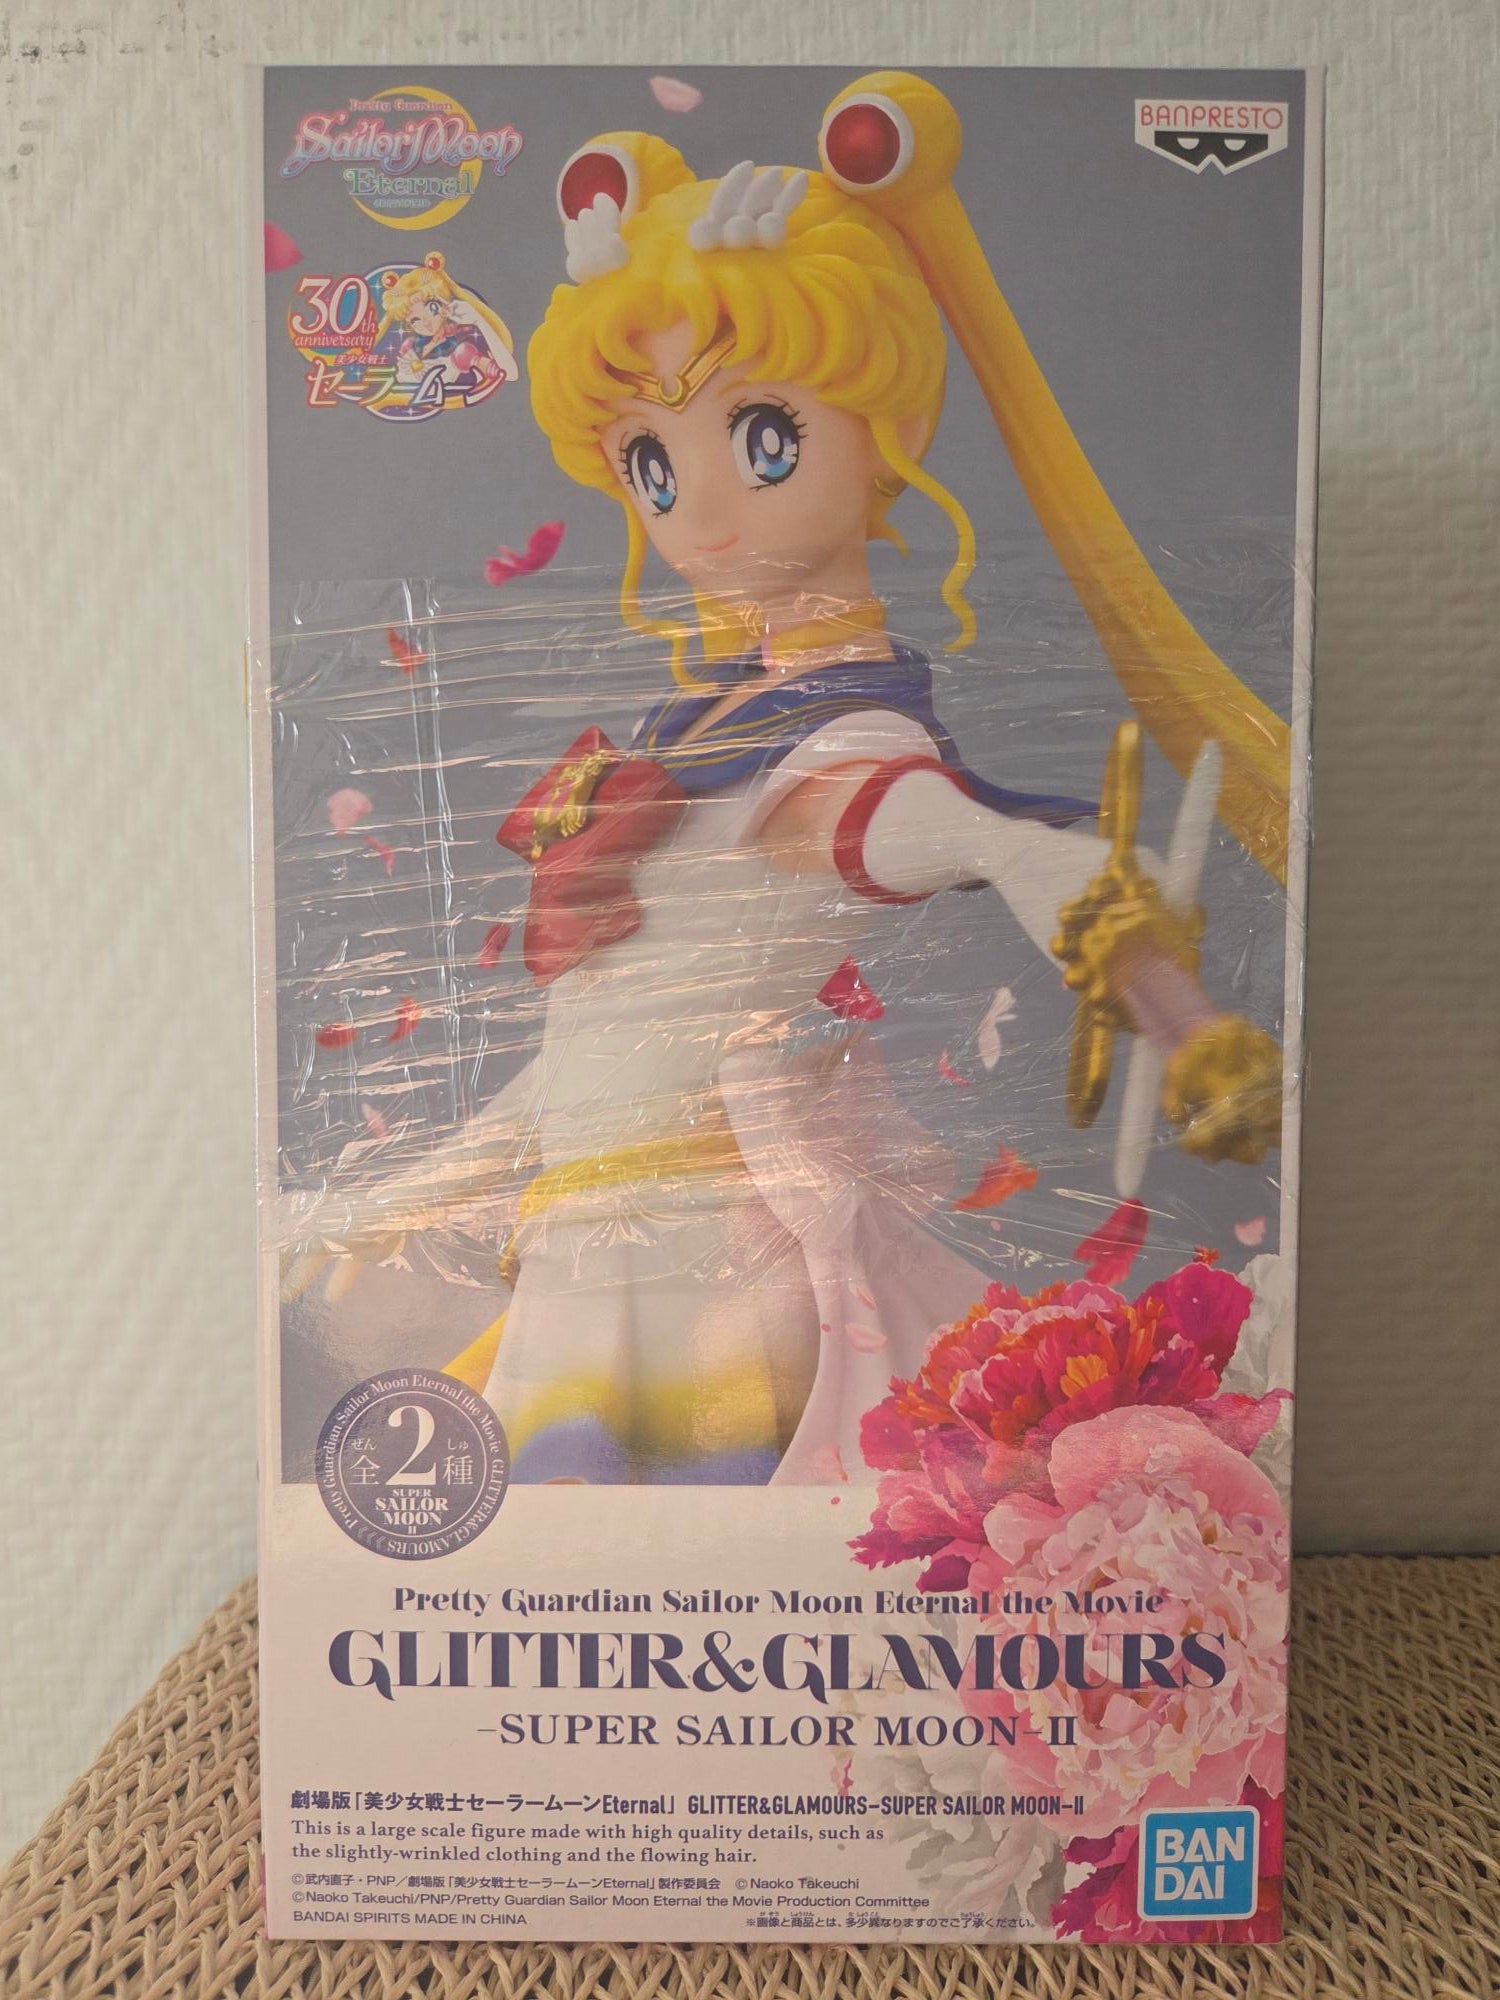 Pretty Guardian
Sailor Moon
Eternal
BANPRESTO
30th
anniversary
美少女戦士
セーラームーン
Pretty Guardian Sailor Moon Eternal the Movie GLITTER&GLAMOURS
ぜん しゅ
全2種
SUPER
SAILOR
MOON
II
Pretty Guardian Sailor Moon Eternal the Movie
GLITTER&GLAMOURS
-SUPER SAILOR MOON-II
劇場版「美少女戦士セーラームーンEternal」 GLITTER&GLAMOURS-SUPER SAILOR MOON-II
This is a large scale figure made with high quality details, such as
the slightly-wrinkled clothing and the flowing hair.
©武内直子・PNP/劇場版「美少女戦士セーラームーンEternal」製作委員会 ©Naoko Takeuchi
©Naoko Takeuchi/PNP/Pretty Guardian Sailor Moon Eternal the Movie Production Committee
BANDAI SPIRITS MADE IN CHINA
※画像と商品とは、多少異なりますのでご了承ください。
BAN
DAI